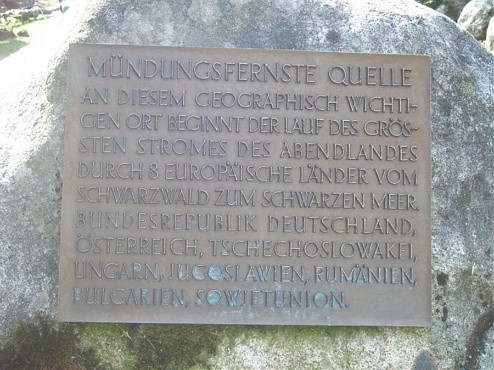 MÜNDUNGSFERNSTE QUELLE
AN DIESEM GEOGRAPHISCH WICHTI-
GEN ORT BEGINNT DER LAUF DES GRÖS-
STEN STROMES DES ABENDLANDES
DURCH 8 EUROPÄISCHE LÄNDER VOM
SCHWARZWALD ZUM SCHWARZEN MEER.
BUNDESREPUBLIK DEUTSCHLAND,
ÖSTERREICH, TSCHECHOSLOWAKEI,
UNGARN, JUGOSLAWIEN, RUMÄNIEN,
BULGARIEN, SOWJETUNION.